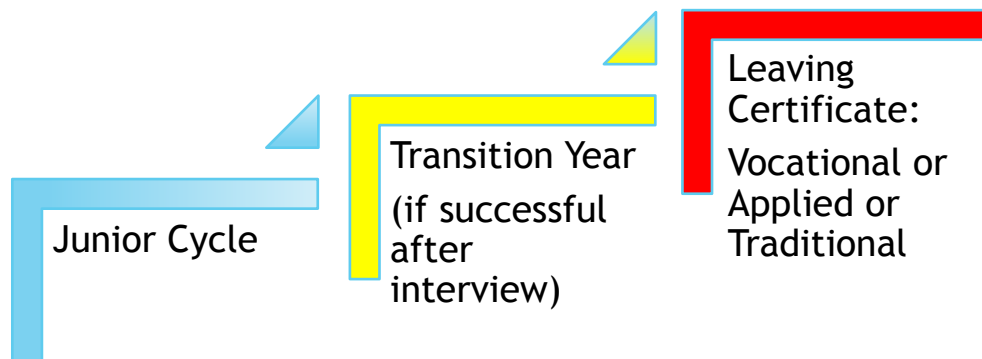 Junior Cycle
Transition Year
(if successful
after
interview)
Leaving
Certificate:
Vocational or
Applied or
Traditional